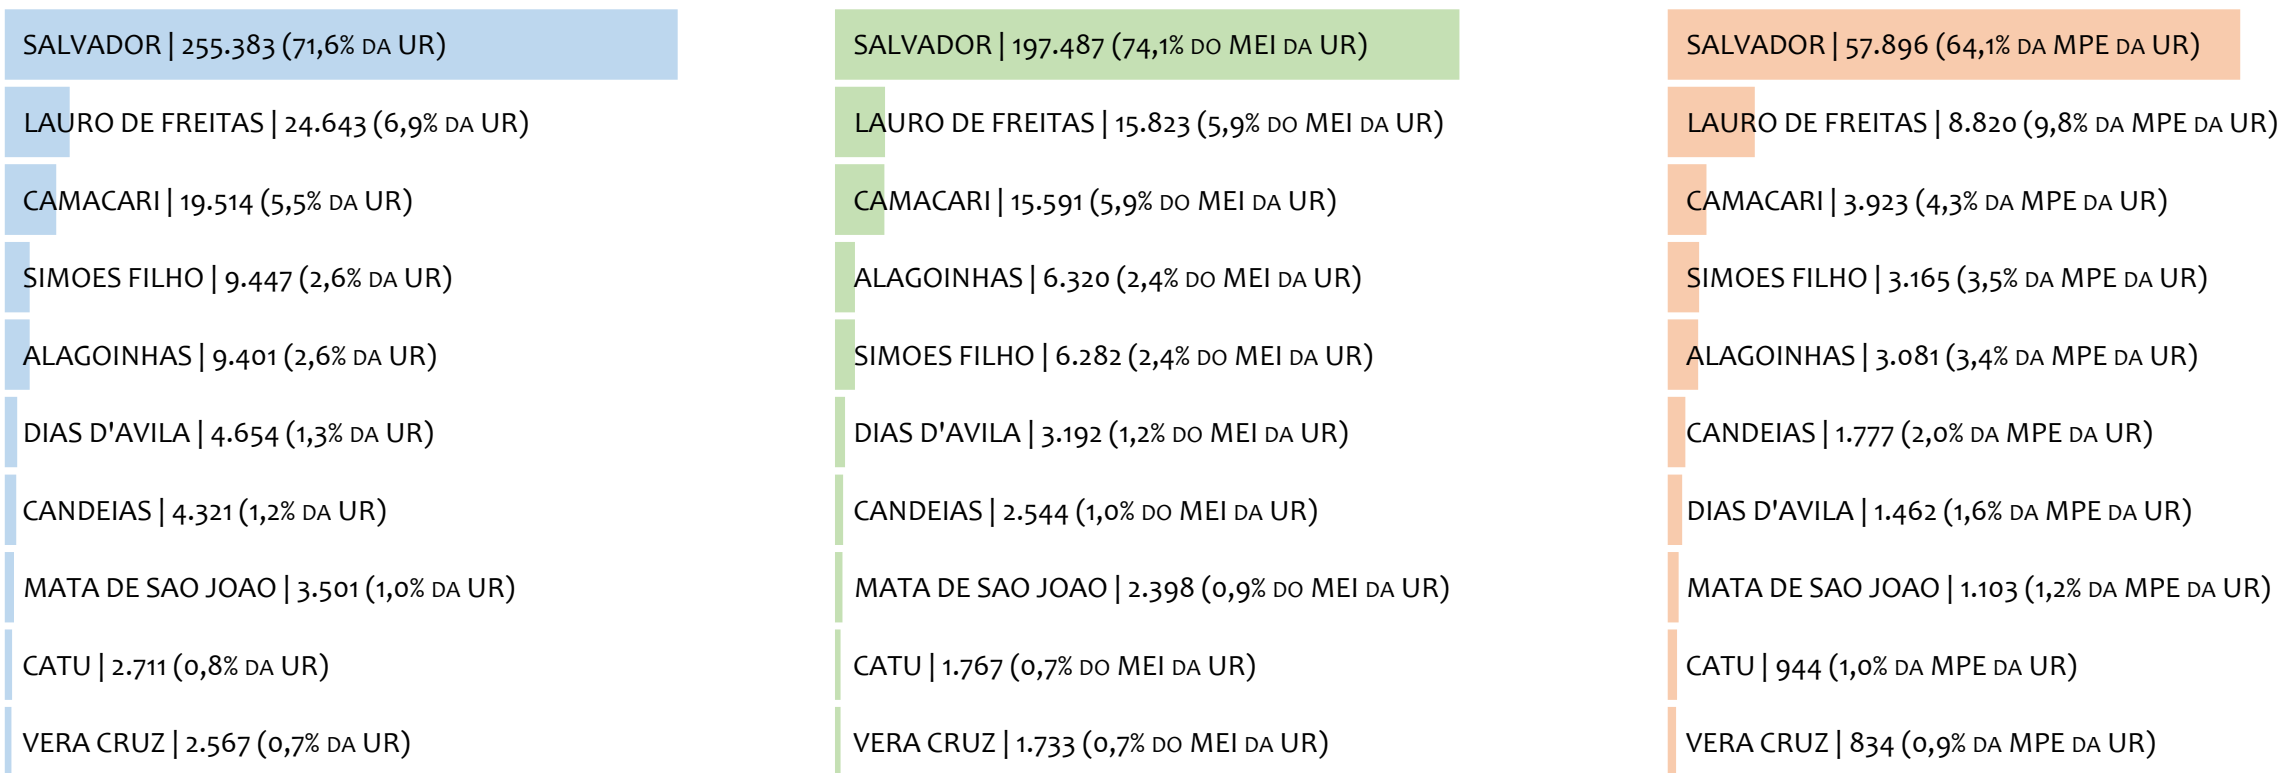 SALVADOR | 255.383 (71,6% DA UR)
LAURO DE FREITAS | 24.643 (6,9% DA UR)
CAMACARI | 19.514 (5,5% DA UR)
SIMOES FILHO | 9.447 (2,6% DA UR)
ALAGOINHAS | 9.401 (2,6% DA UR)
DIAS D'AVILA | 4.654 (1,3% DA UR)
CANDEIAS | 4.321 (1,2% DA UR)
MATA DE SAO JOAO | 3.501 (1,0% DA UR)
CATU | 2.711 (0,8% DA UR)
VERA CRUZ | 2.567 (0,7% DA UR)
SALVADOR | 197.487 (74,1% DO MEI DA UR)
LAURO DE FREITAS | 15.823 (5,9% DO MEI DA UR)
CAMACARI | 15.591 (5,9% DO MEI DA UR)
ALAGOINHAS | 6.320 (2,4% DO MEI DA UR)
SIMOES FILHO | 6.282 (2,4% DO MEI DA UR)
DIAS D'AVILA | 3.192 (1,2% DO MEI DA UR)
CANDEIAS | 2.544 (1,0% DO MEI DA UR)
MATA DE SAO JOAO | 2.398 (0,9% DO MEI DA UR)
CATU | 1.767 (0,7% DO MEI DA UR)
VERA CRUZ | 1.733 (0,7% DO MEI DA UR)
SALVADOR | 57.896 (64,1% DA MPE DA UR)
LAURO DE FREITAS | 8.820 (9,8% DA MPE DA UR)
CAMACARI | 3.923 (4,3% DA MPE DA UR)
SIMOES FILHO | 3.165 (3,5% DA MPE DA UR)
ALAGOINHAS | 3.081 (3,4% DA MPE DA UR)
CANDEIAS | 1.777 (2,0% DA MPE DA UR)
DIAS D'AVILA | 1.462 (1,6% DA MPE DA UR)
MATA DE SAO JOAO | 1.103 (1,2% DA MPE DA UR)
CATU | 944 (1,0% DA MPE DA UR)
VERA CRUZ | 834 (0,9% DA MPE DA UR)